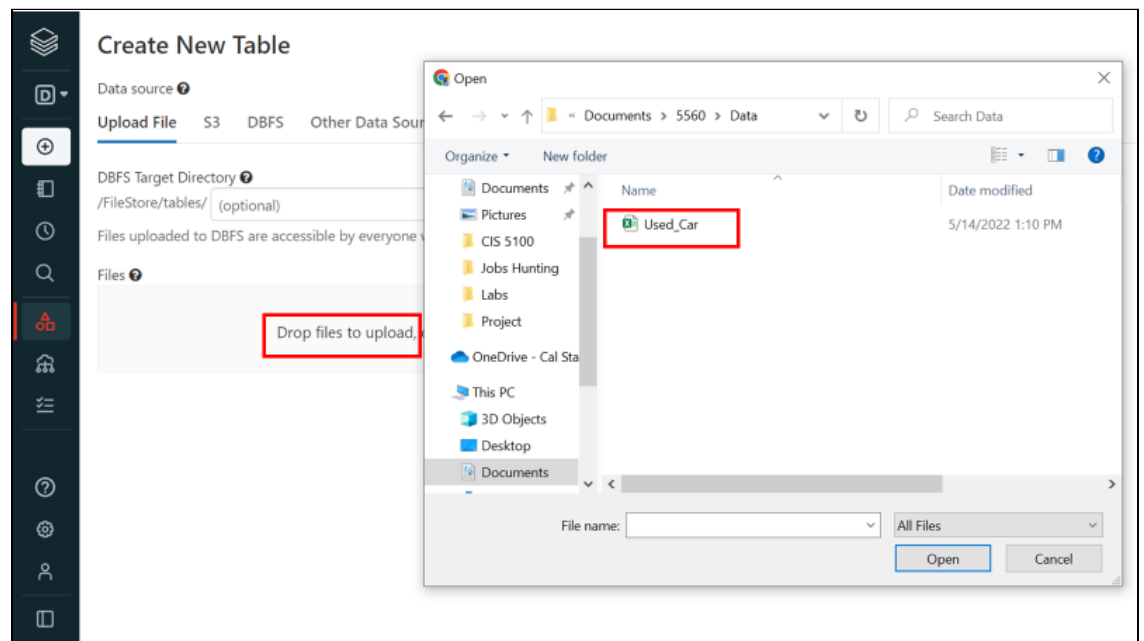 Create New Table
Data source
Upload File S3 DBFS Other Data Sour
DBFS Target Directory
/FileStore/tables/ (optional)
Files uploaded to DBFS are accessible by everyone
Files
Drop files to upload,
D
Open
« Documents > 5560 > Data
Search Data
Organize New folder
Documents
Pictures
CIS 5100
Jobs Hunting
Labs
Project
OneDrive - Cal Sta
This PC
3D Objects
Desktop
Documents
Name Date modified
Used_Car 5/14/2022 1:10 PM
File name: All Files
Open Cancel